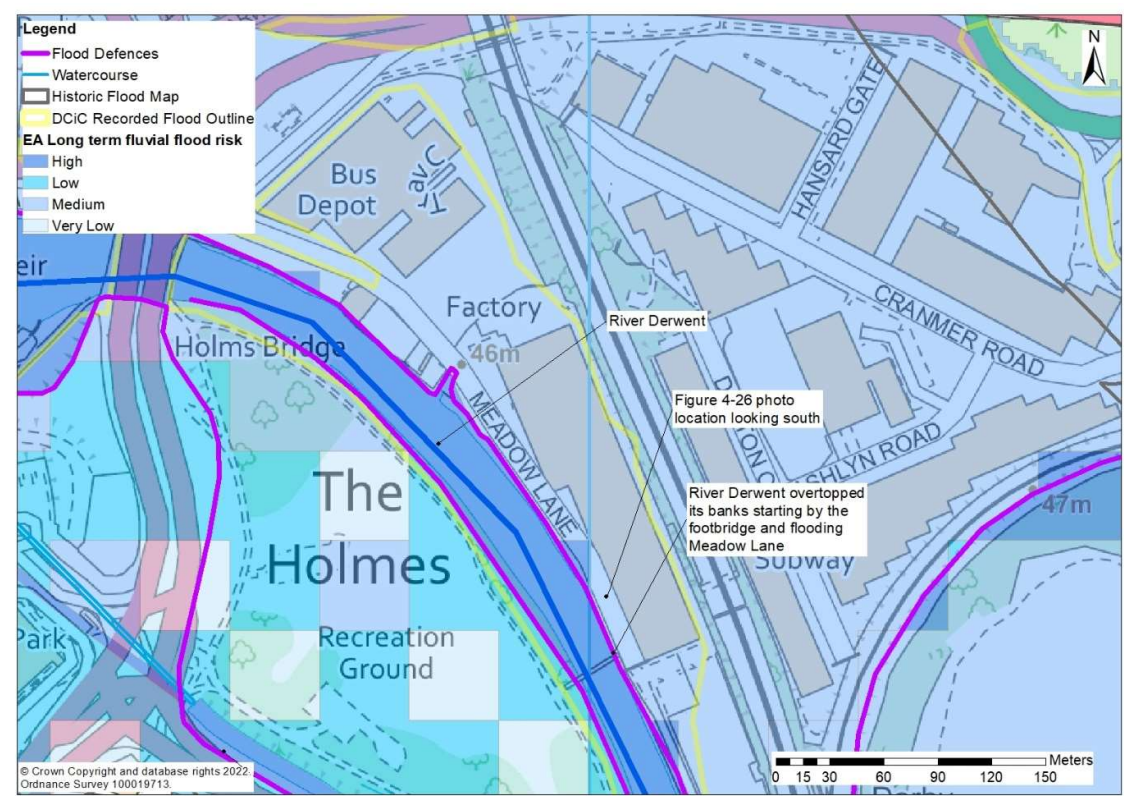 Legend
Flood Defences
Watercourse
Historic Flood Map
DCiC Recorded Flood Outline
EA Long term fluvial flood risk
High
Low
Medium
Very Low
N
HANSARD GATE
Bus
Depot
Trav C
eir
Factory
River Derwent
CRANMER ROAD
Holms Bridge
46m
Figure 4-26 photo
location looking south
MEADOW LANE
SHLYN ROAD
The
Holmes
River Derwent overtopped
its banks starting by the
footbridge and flooding
Meadow Lane
47m
Subway
Park
Recreation
Ground
Meters
0 15 30 60 90 120 150
© Crown Copyright and database rights 2022.
Ordnance Survey 100019713.